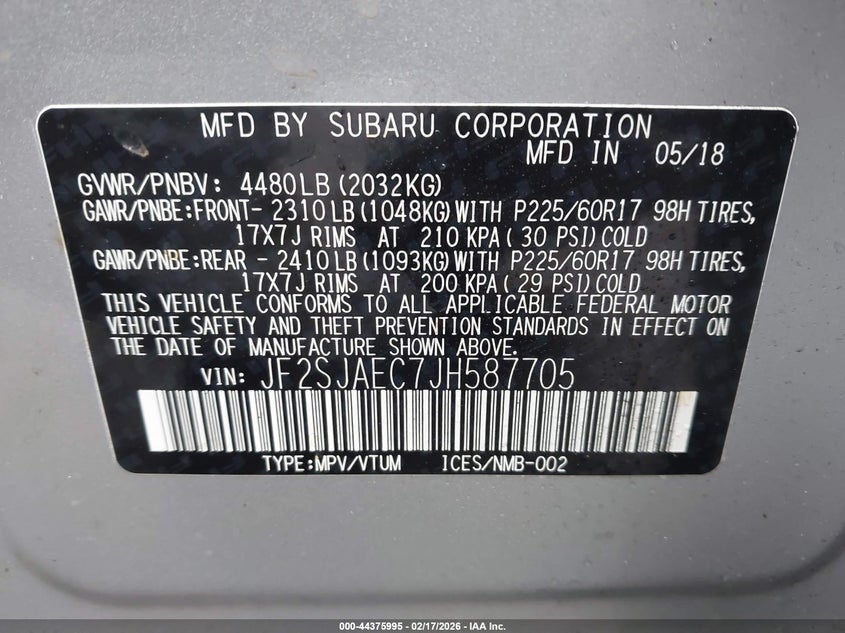 MFD BY SUBARU CORPORATION
MFD IN 05/18
GVWR/PNBV: 4480LB(2032KG)
GAWR/PNBE:FRONT- 2310LB(1048KG)WITH P225/60R17 98H TIRES,
17X7J RIMS AT 210 KPA( 30 PSI)COLD
GAWR/PNBE:REAR - 2410LB(1093KG)WITH P225/60R17 98H TIRES,
17X7J RIMS AT 200 KPA( 29 PSI)COLD
THIS VEHICLE CONFORMS TO ALL APPLICABLE FEDERAL MOTOR
VEHICLE SAFETY AND THEFT PREVENTION STANDARDS IN EFFECT ON
THE DATE OF MANUFACTURE SHOWN ABOVE.
VIN: JF2SJAEC7JH587705
TYPE:MPV/VTUM ICES/NMB-002
000-44375995 - 02/17/2026 - IAA Inc.